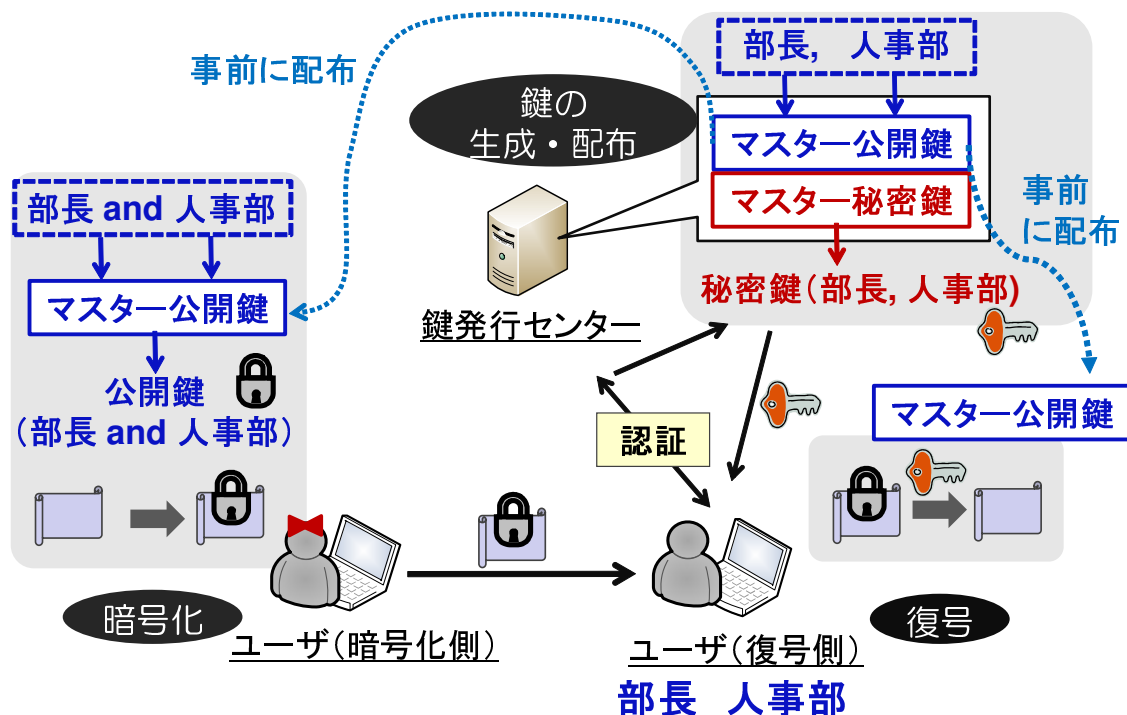 事前に配布
部長, 人事部
鍵の
生成・配布
マスター公開鍵
マスター秘密鍵
事前
に配布
部長 and 人事部
マスター公開鍵
秘密鍵(部長, 人事部)
鍵発行センター
公開鍵
(部長 and 人事部)
マスター公開鍵
認証
暗号化
復号
ユーザ(暗号化側)
ユーザ(復号側)
部長 人事部